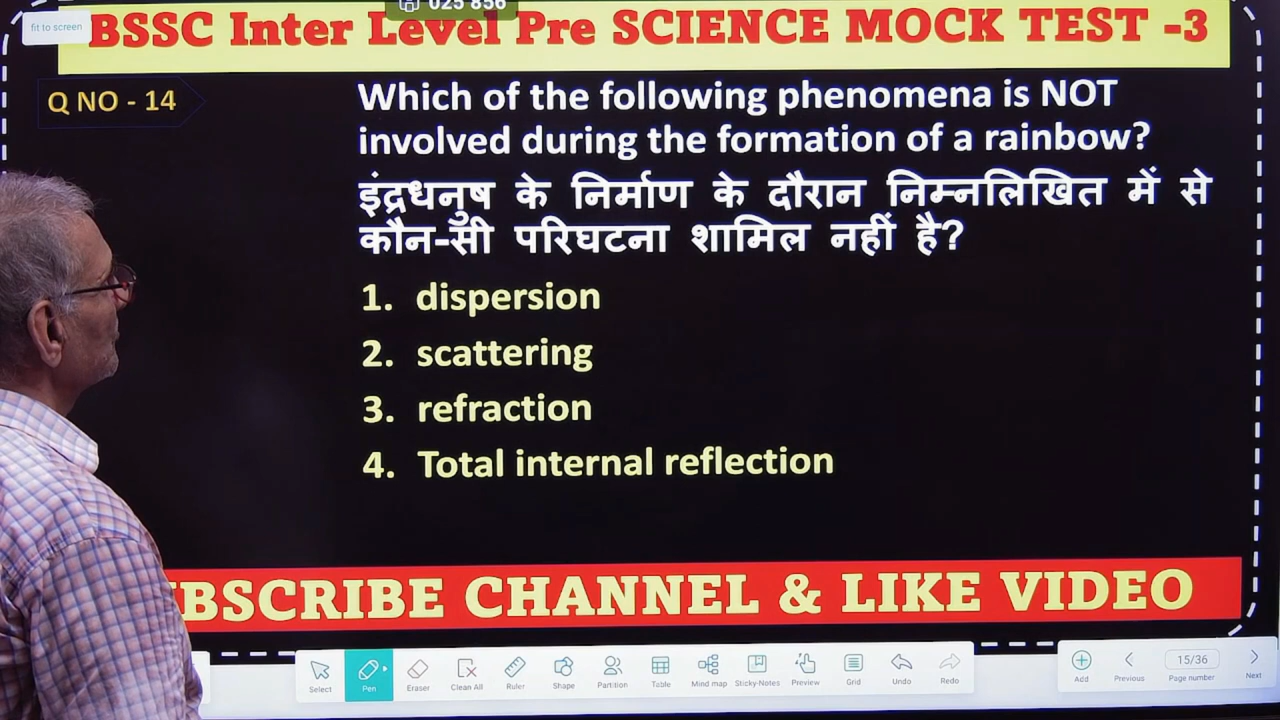 025 856
fit to screen
BSSC Inter Level Pre SCIENCE MOCK TEST -3
Q NO - 14
Which of the following phenomena is NOT
involved during the formation of a rainbow?
इंद्रधनुष के निर्माण के दौरान निम्नलिखित में से
कौन-सी परिघटना शामिल नहीं है?
1. dispersion
2. scattering
3. refraction
4. Total internal reflection
BSCRIBE CHANNEL & LIKE VIDEO
Select Pen Eraser Clean All Ruler Shape Partition Table Mind map Sticky-Notes Preview Grid Undo Redo
Add Previous 15/36 Page number Next